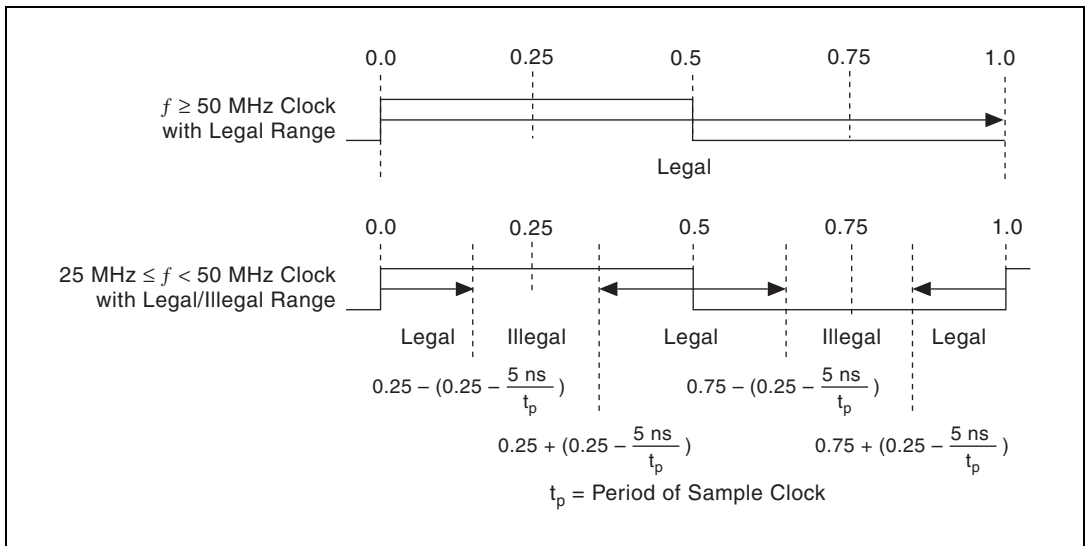 0.0 0.25 0.5 0.75 1.0
f ≥ 50 MHz Clock
with Legal Range
Legal
0.0 0.25 0.5 0.75 1.0
25 MHz ≤ f < 50 MHz Clock
with Legal/Illegal Range
Legal Illegal Legal Illegal Legal
0.25 – (0.25 – 5 ns / tp ) 0.75 – (0.25 – 5 ns / tp )
0.25 + (0.25 – 5 ns / tp ) 0.75 + (0.25 – 5 ns / tp )
tp = Period of Sample Clock